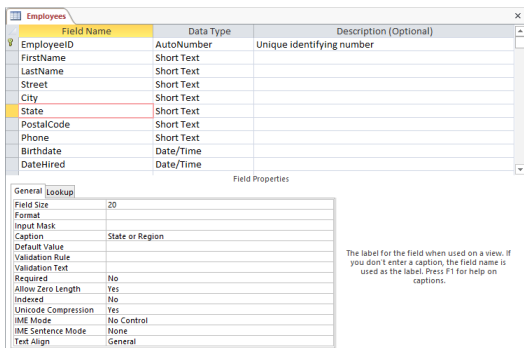 Employees
Field Name Data Type Description (Optional)
EmployeeID AutoNumber Unique identifying number
FirstName Short Text
LastName Short Text
Street Short Text
City Short Text
State Short Text
PostalCode Short Text
Phone Short Text
Birthdate Date/Time
DateHired Date/Time
Field Properties
General Lookup
Field Size 20
Format
Input Mask
Caption State or Region
Default Value
Validation Rule
Validation Text
Required No
Allow Zero Length Yes
Indexed No
Unicode Compression Yes
IME Mode No Control
IME Sentence Mode None
Text Align General
The label for the field when used on a view. If
you don't enter a caption, the field name is
used as the label. Press F1 for help on
captions.